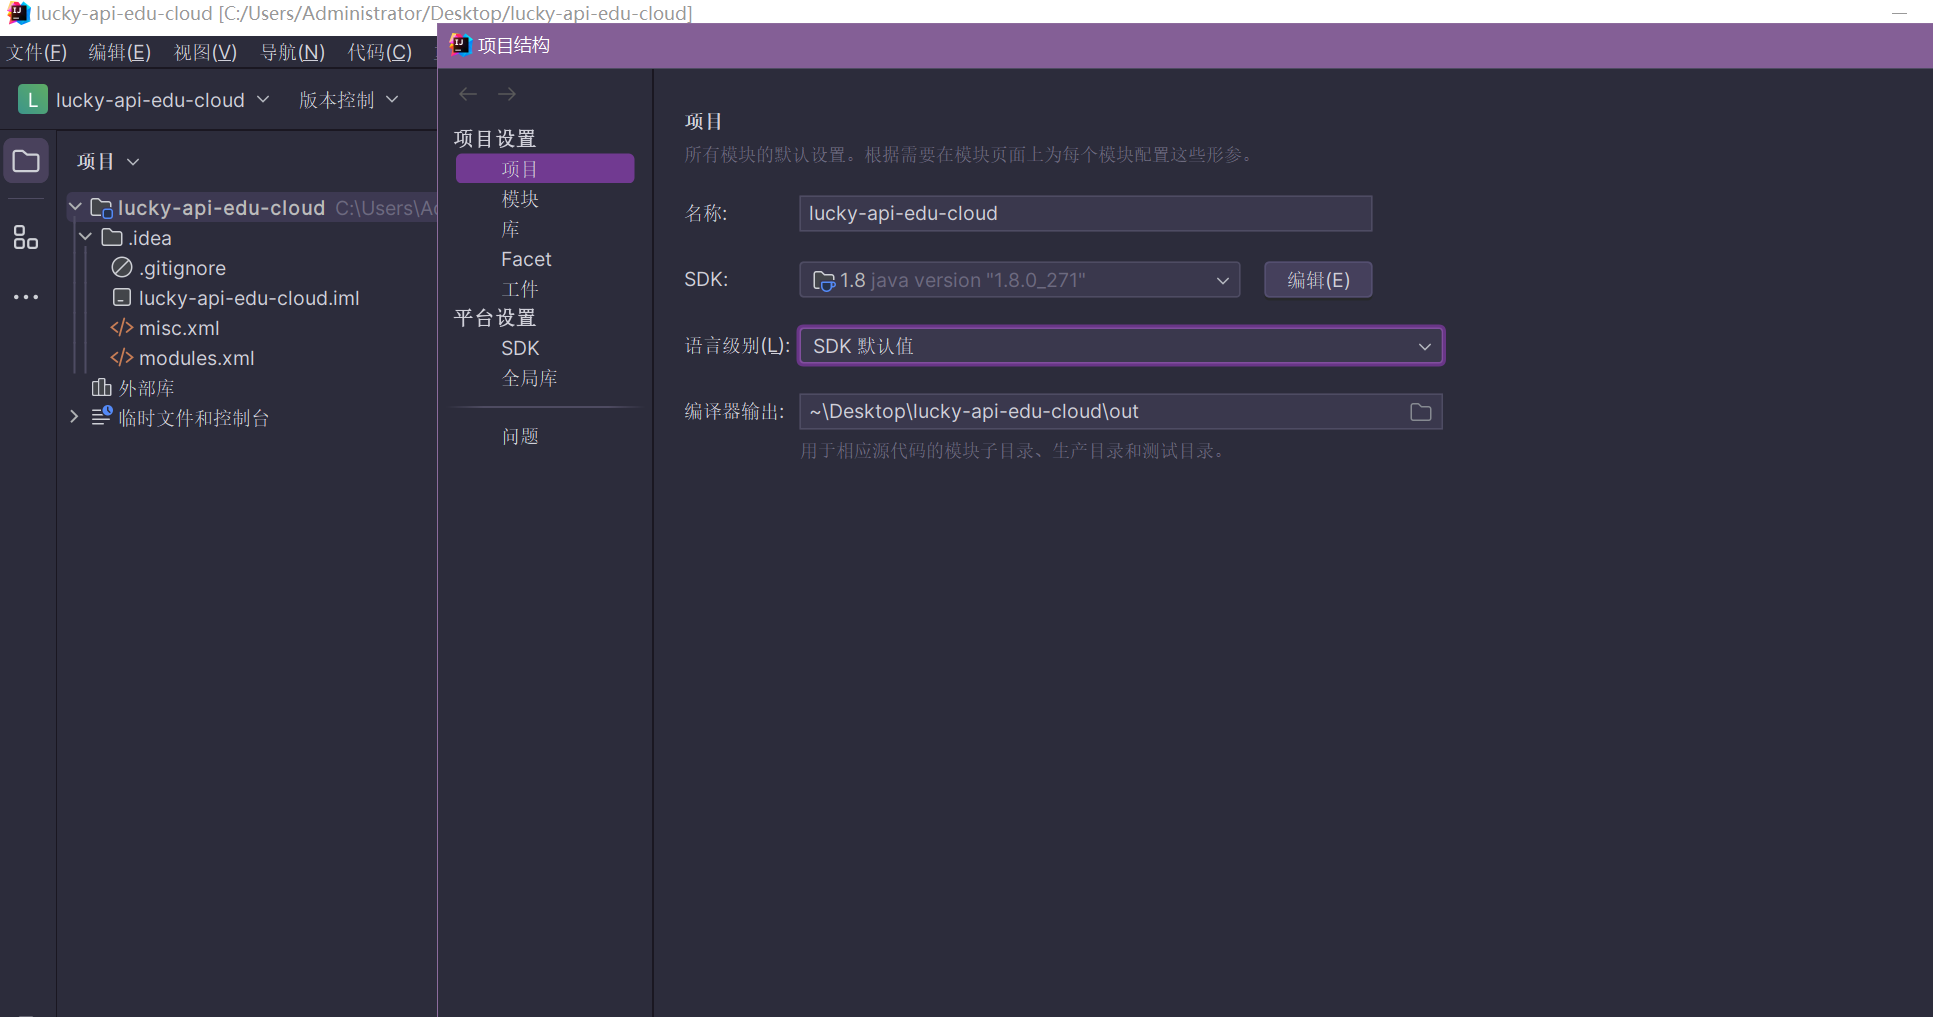 lucky-api-edu-cloud [C:/Users/Administrator/Desktop/lucky-api-edu-cloud]
文件(F) 编辑(E) 视图(V) 导航(N) 代码(C)
L lucky-api-edu-cloud 版本控制
项目
lucky-api-edu-cloud C:\Users\Ad
.idea
.gitignore
lucky-api-edu-cloud.iml
misc.xml
modules.xml
外部库
临时文件和控制台
项目结构
项目设置
项目
模块
库
Facet
工件
平台设置
SDK
全局库
问题
项目
所有模块的默认设置。根据需要在模块页面上为每个模块配置这些形参。
名称: lucky-api-edu-cloud
SDK: 1.8 java version "1.8.0_271" 编辑(E)
语言级别(L): SDK 默认值
编译器输出: ~\Desktop\lucky-api-edu-cloud\out
用于相应源代码的模块子目录、生产目录和测试目录。